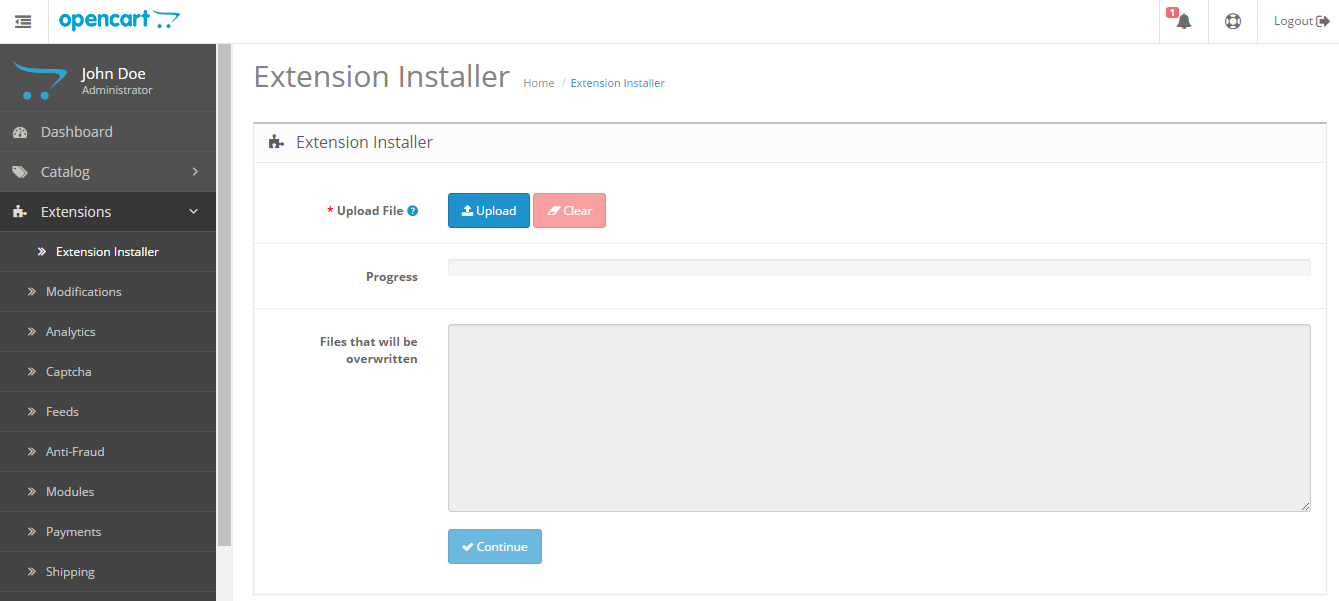 opencart
1
Logout
John Doe
Administrator
Dashboard
Catalog
Extensions
Extension Installer
Modifications
Analytics
Captcha
Feeds
Anti-Fraud
Modules
Payments
Shipping
Extension Installer
Home / Extension Installer
Extension Installer
* Upload File ?
Upload Clear
Progress
Files that will be
overwritten
Continue